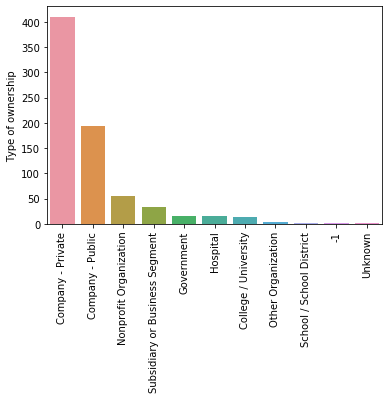 Type of ownership
400
350
300
250
200
150
100
50
0
Company - Private
Company - Public
Nonprofit Organization
Subsidiary or Business Segment
Government
Hospital
College / University
Other Organization
School / School District
-1
Unknown